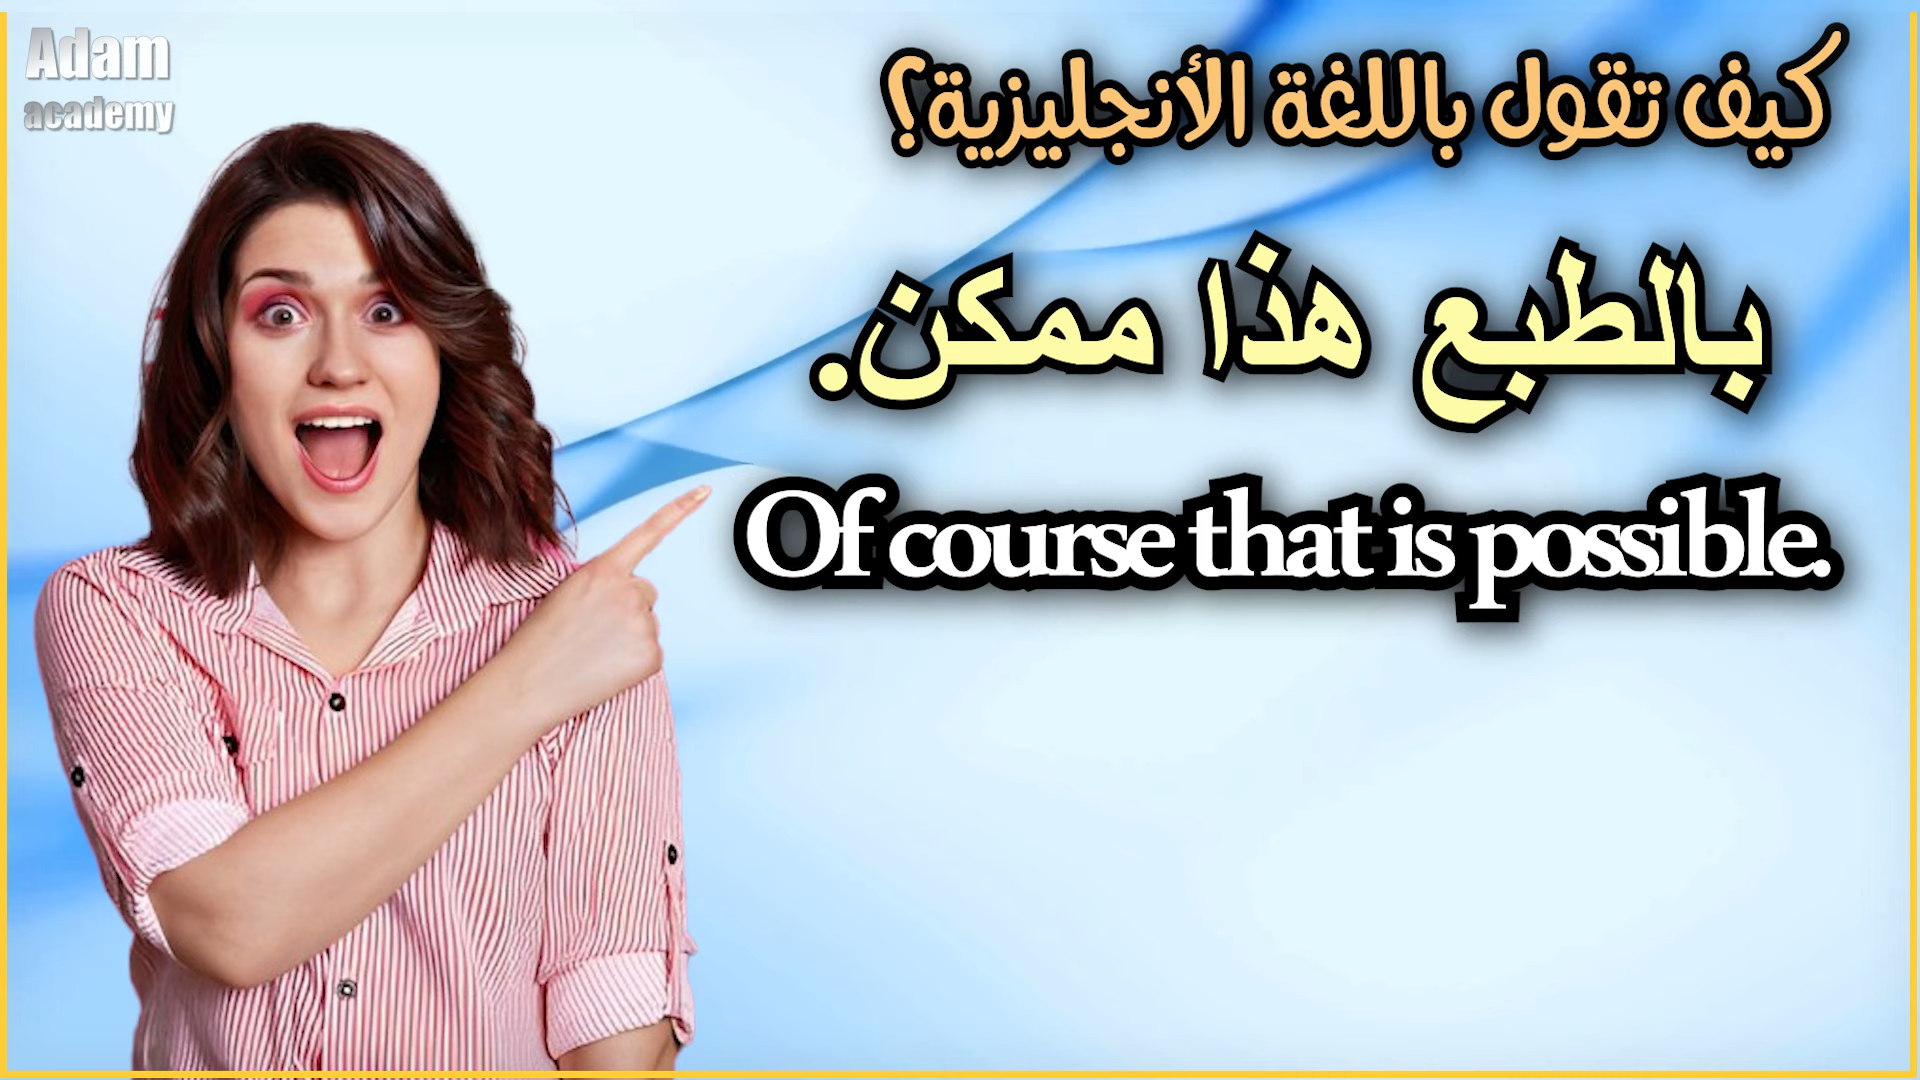 Adam
academy
كيف تقول باللغة الأنجليزية؟
بالطبع هذا ممكن.
Of course that is possible.